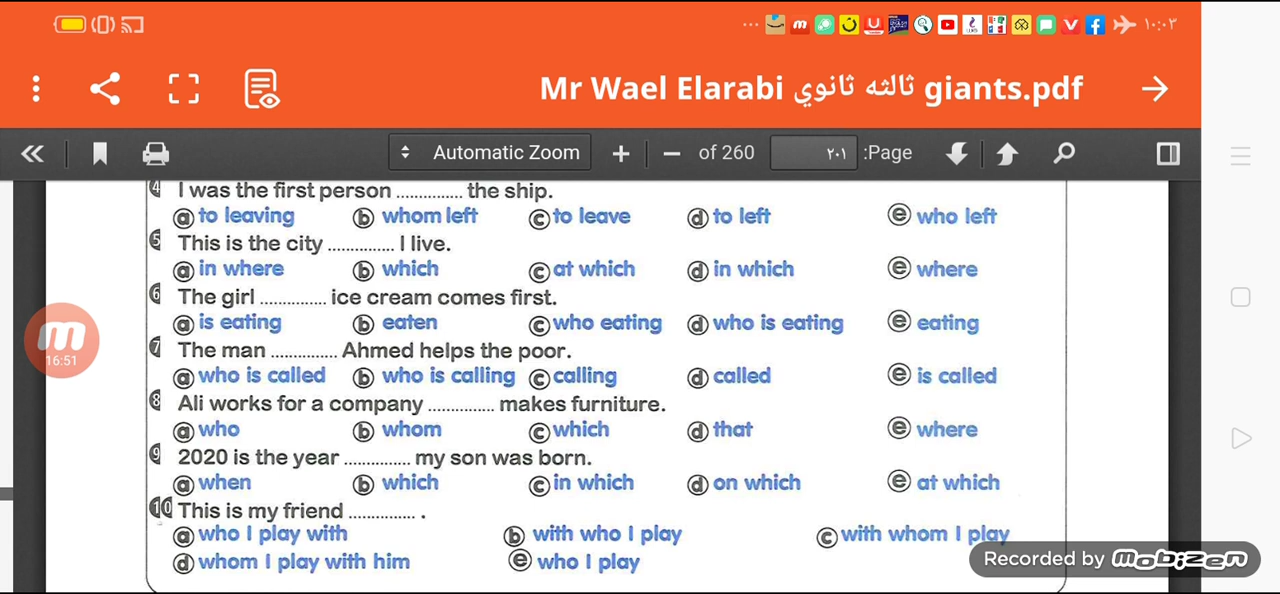 ١٠:٠٣
Mr Wael Elarabi ثالثه ثانوي giants.pdf
Automatic Zoom + − of 260 ٢٠١ :Page
4 I was the first person .............. the ship.
a to leaving b whom left c to leave d to left e who left
5 This is the city .............. I live.
a in where b which c at which d in which e where
6 The girl .............. ice cream comes first.
a is eating b eaten c who eating d who is eating e eating
7 The man .............. Ahmed helps the poor.
a who is called b who is calling c calling d called e is called
8 Ali works for a company .............. makes furniture.
a who b whom c which d that e where
9 2020 is the year .............. my son was born.
a when b which c in which d on which e at which
10 This is my friend .............. .
a who I play with b with who I play c with whom I play
d whom I play with him e who I play
16:51
Recorded by MOBIZEN